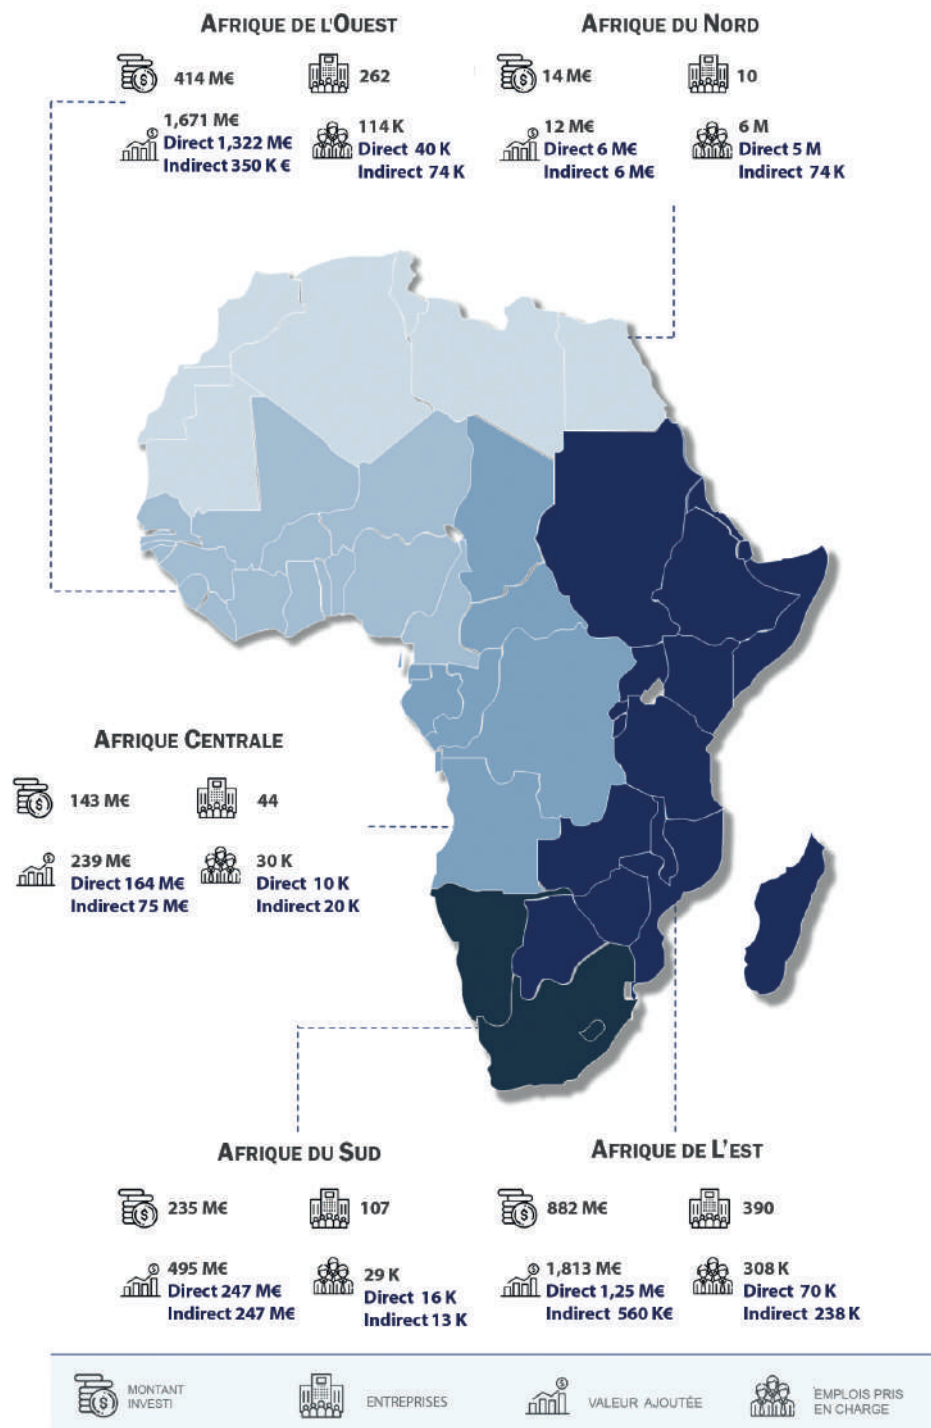 AFRIQUE DE L'OUEST
414 M€
262
1,671 M€
Direct 1,322 M€
Indirect 350 K €
114 K
Direct 40 K
Indirect 74 K
AFRIQUE DU NORD
14 M€
10
12 M€
Direct 6 M€
Indirect 6 M€
6 M
Direct 5 M
Indirect 74 K
AFRIQUE CENTRALE
143 M€
44
239 M€
Direct 164 M€
Indirect 75 M€
30 K
Direct 10 K
Indirect 20 K
AFRIQUE DU SUD
235 M€
107
495 M€
Direct 247 M€
Indirect 247 M€
29 K
Direct 16 K
Indirect 13 K
AFRIQUE DE L'EST
882 M€
390
1,813 M€
Direct 1,25 M€
Indirect 560 K€
308 K
Direct 70 K
Indirect 238 K
MONTANT
INVESTI
ENTREPRISES
VALEUR AJOUTÉE
EMPLOIS PRIS
EN CHARGE